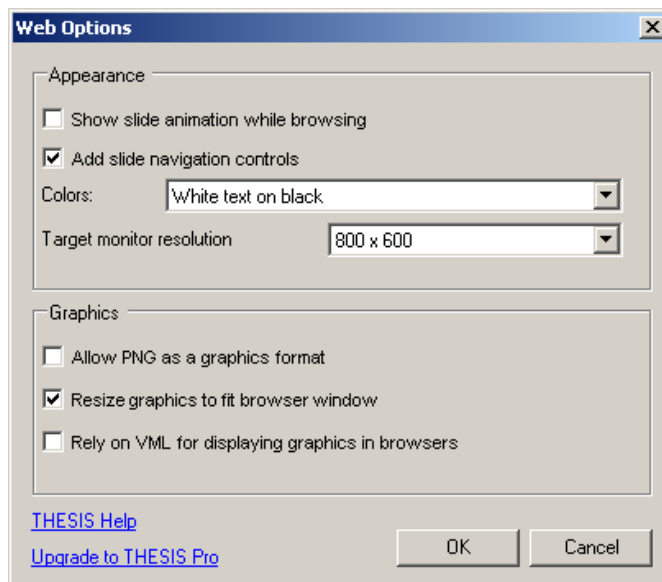 Web Options
Appearance
Show slide animation while browsing
Add slide navigation controls
Colors: White text on black
Target monitor resolution 800 x 600
Graphics
Allow PNG as a graphics format
Resize graphics to fit browser window
Rely on VML for displaying graphics in browsers
THESIS Help
Upgrade to THESIS Pro
OK Cancel